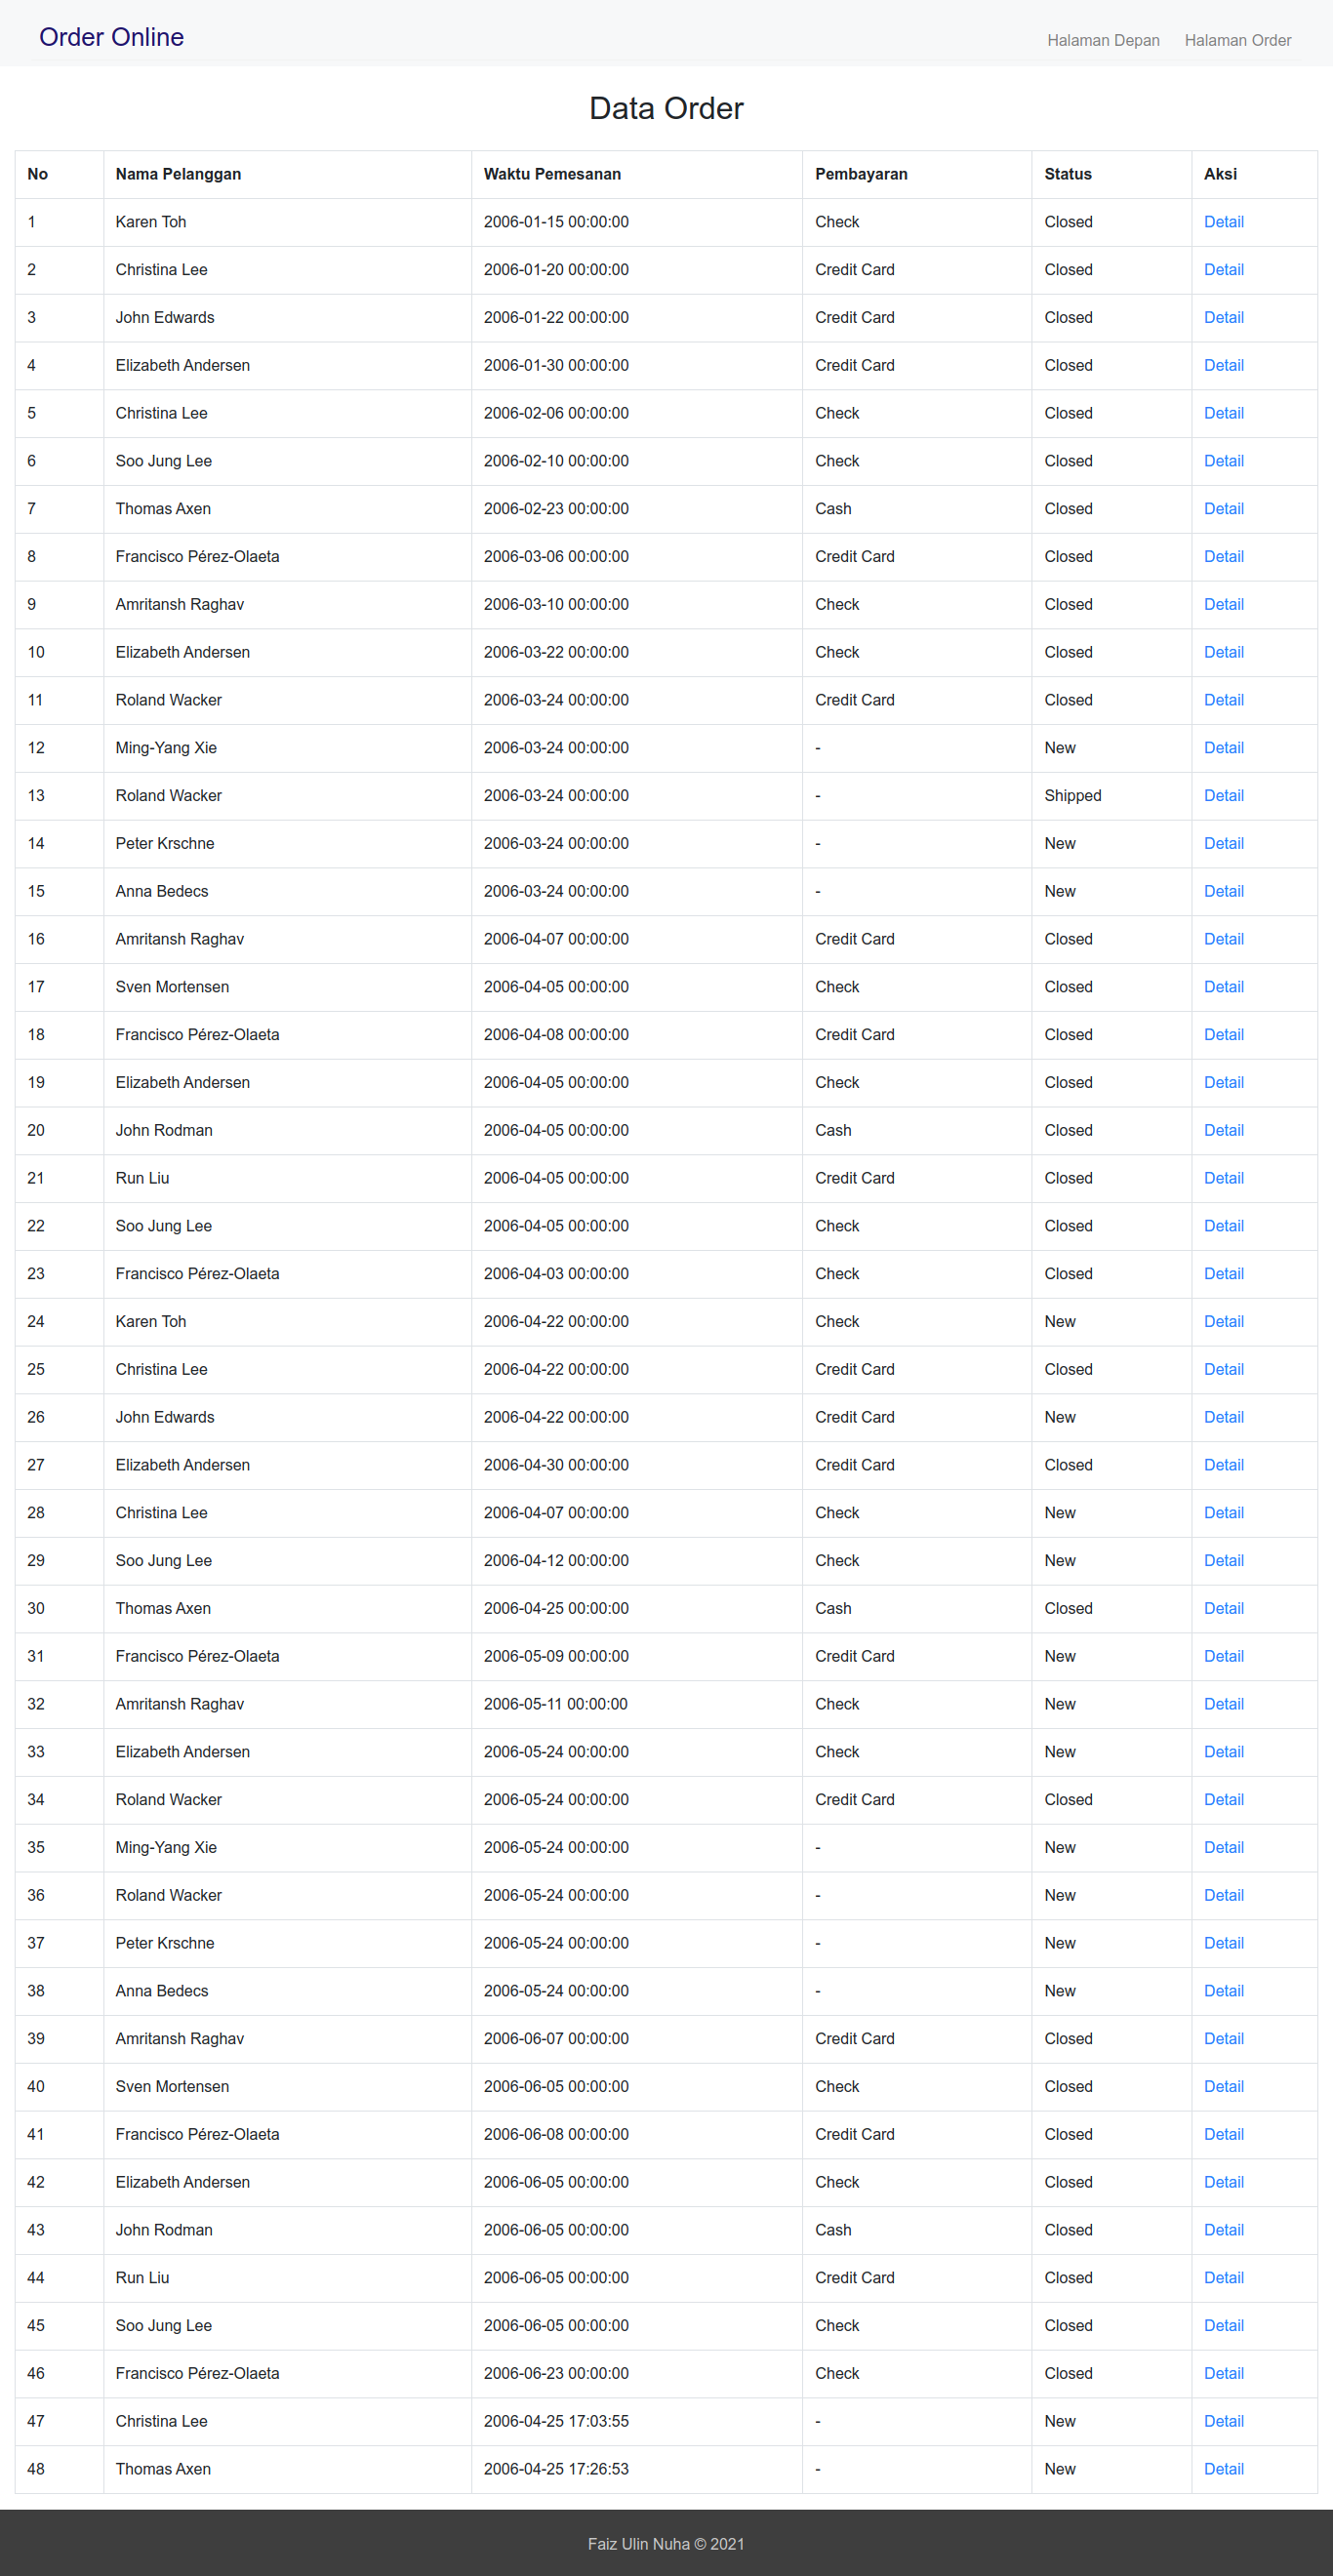 Order Online
Halaman Depan Halaman Order
Data Order
No Nama Pelanggan Waktu Pemesanan Pembayaran Status Aksi
1 Karen Toh 2006-01-15 00:00:00 Check Closed Detail
2 Christina Lee 2006-01-20 00:00:00 Credit Card Closed Detail
3 John Edwards 2006-01-22 00:00:00 Credit Card Closed Detail
4 Elizabeth Andersen 2006-01-30 00:00:00 Credit Card Closed Detail
5 Christina Lee 2006-02-06 00:00:00 Check Closed Detail
6 Soo Jung Lee 2006-02-10 00:00:00 Check Closed Detail
7 Thomas Axen 2006-02-23 00:00:00 Cash Closed Detail
8 Francisco Pérez-Olaeta 2006-03-06 00:00:00 Credit Card Closed Detail
9 Amritansh Raghav 2006-03-10 00:00:00 Check Closed Detail
10 Elizabeth Andersen 2006-03-22 00:00:00 Check Closed Detail
11 Roland Wacker 2006-03-24 00:00:00 Credit Card Closed Detail
12 Ming-Yang Xie 2006-03-24 00:00:00 - New Detail
13 Roland Wacker 2006-03-24 00:00:00 - Shipped Detail
14 Peter Krschne 2006-03-24 00:00:00 - New Detail
15 Anna Bedecs 2006-03-24 00:00:00 - New Detail
16 Amritansh Raghav 2006-04-07 00:00:00 Credit Card Closed Detail
17 Sven Mortensen 2006-04-05 00:00:00 Check Closed Detail
18 Francisco Pérez-Olaeta 2006-04-08 00:00:00 Credit Card Closed Detail
19 Elizabeth Andersen 2006-04-05 00:00:00 Check Closed Detail
20 John Rodman 2006-04-05 00:00:00 Cash Closed Detail
21 Run Liu 2006-04-05 00:00:00 Credit Card Closed Detail
22 Soo Jung Lee 2006-04-05 00:00:00 Check Closed Detail
23 Francisco Pérez-Olaeta 2006-04-03 00:00:00 Check Closed Detail
24 Karen Toh 2006-04-22 00:00:00 Check New Detail
25 Christina Lee 2006-04-22 00:00:00 Credit Card Closed Detail
26 John Edwards 2006-04-22 00:00:00 Credit Card New Detail
27 Elizabeth Andersen 2006-04-30 00:00:00 Credit Card Closed Detail
28 Christina Lee 2006-04-07 00:00:00 Check New Detail
29 Soo Jung Lee 2006-04-12 00:00:00 Check New Detail
30 Thomas Axen 2006-04-25 00:00:00 Cash Closed Detail
31 Francisco Pérez-Olaeta 2006-05-09 00:00:00 Credit Card New Detail
32 Amritansh Raghav 2006-05-11 00:00:00 Check New Detail
33 Elizabeth Andersen 2006-05-24 00:00:00 Check New Detail
34 Roland Wacker 2006-05-24 00:00:00 Credit Card Closed Detail
35 Ming-Yang Xie 2006-05-24 00:00:00 - New Detail
36 Roland Wacker 2006-05-24 00:00:00 - New Detail
37 Peter Krschne 2006-05-24 00:00:00 - New Detail
38 Anna Bedecs 2006-05-24 00:00:00 - New Detail
39 Amritansh Raghav 2006-06-07 00:00:00 Credit Card Closed Detail
40 Sven Mortensen 2006-06-05 00:00:00 Check Closed Detail
41 Francisco Pérez-Olaeta 2006-06-08 00:00:00 Credit Card Closed Detail
42 Elizabeth Andersen 2006-06-05 00:00:00 Check Closed Detail
43 John Rodman 2006-06-05 00:00:00 Cash Closed Detail
44 Run Liu 2006-06-05 00:00:00 Credit Card Closed Detail
45 Soo Jung Lee 2006-06-05 00:00:00 Check Closed Detail
46 Francisco Pérez-Olaeta 2006-06-23 00:00:00 Check Closed Detail
47 Christina Lee 2006-04-25 17:03:55 - New Detail
48 Thomas Axen 2006-04-25 17:26:53 - New Detail
Faiz Ulin Nuha © 2021